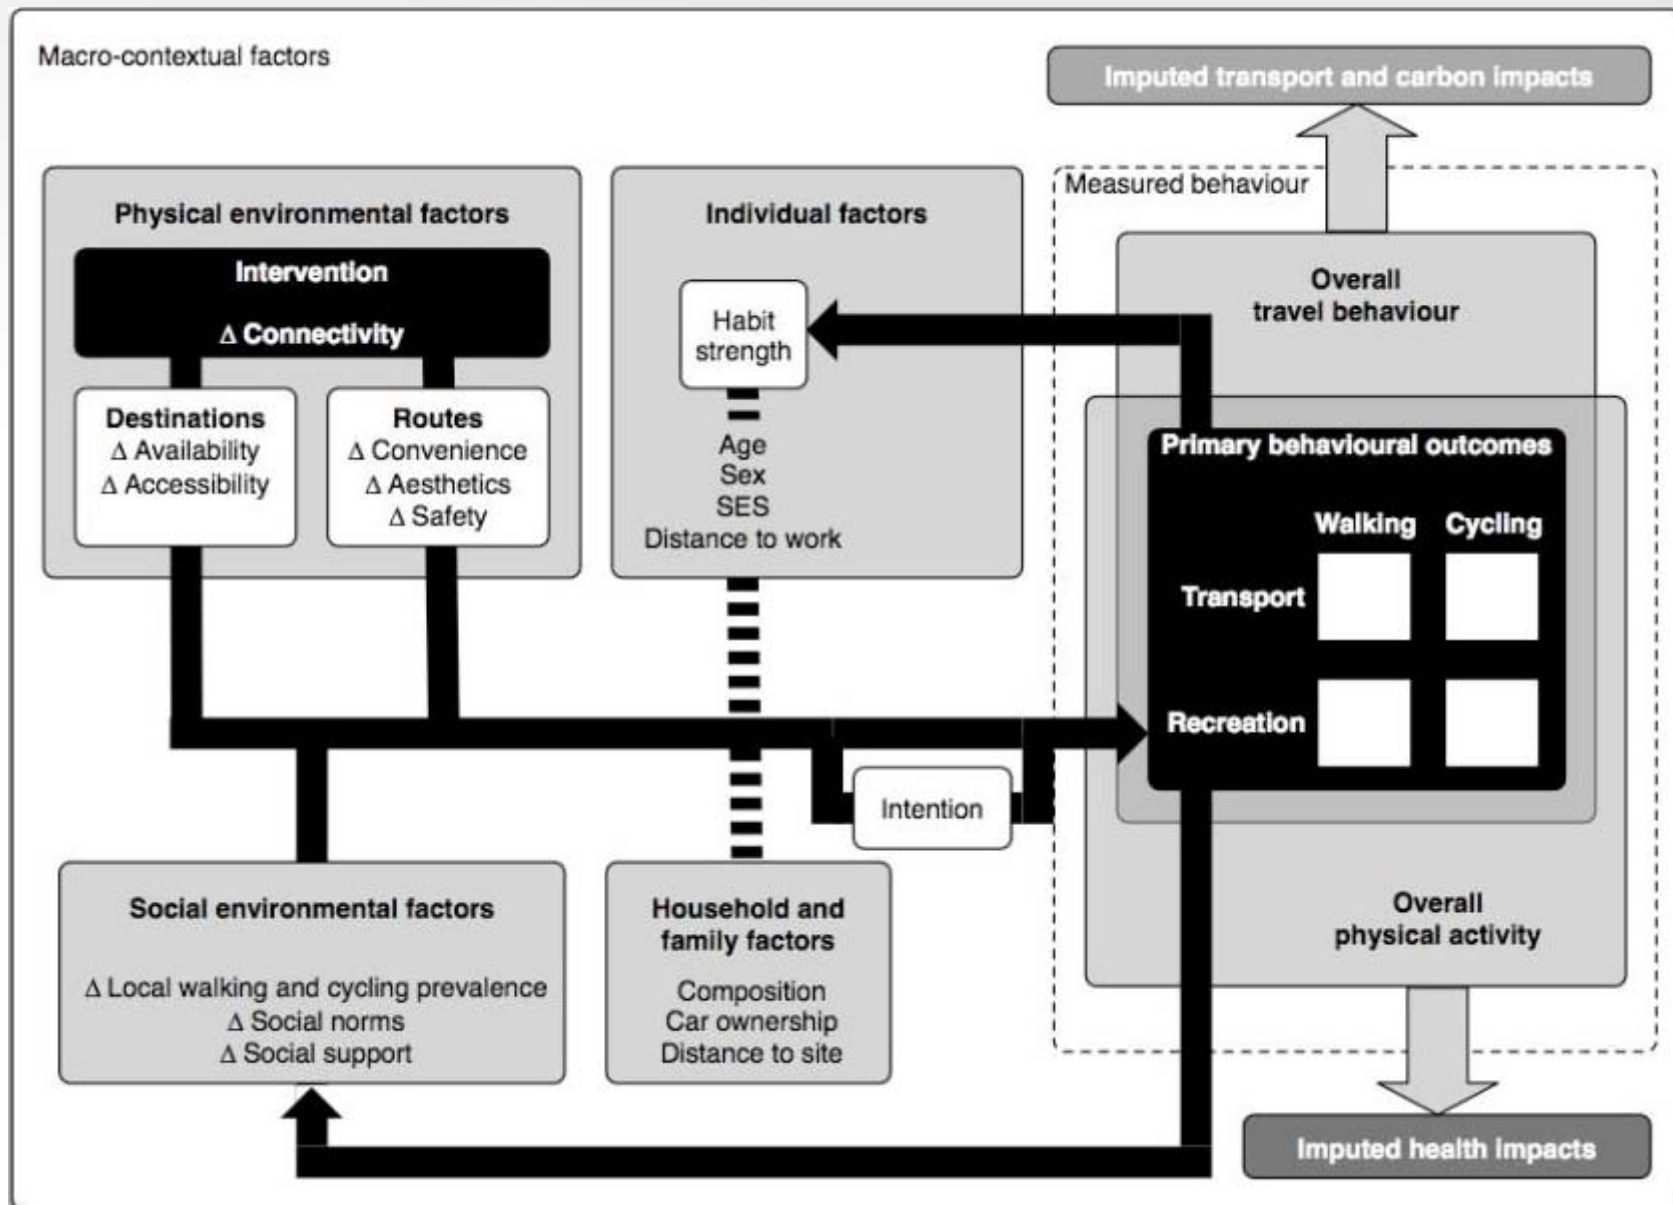 Macro-contextual factors
Imputed transport and carbon impacts
Physical environmental factors
Intervention
Δ Connectivity
Destinations
Δ Availability
Δ Accessibility
Routes
Δ Convenience
Δ Aesthetics
Δ Safety
Individual factors
Habit
strength
Age
Sex
SES
Distance to work
Measured behaviour
Overall
travel behaviour
Primary behavioural outcomes
Walking Cycling
Transport
Recreation
Intention
Social environmental factors
Δ Local walking and cycling prevalence
Δ Social norms
Δ Social support
Household and
family factors
Composition
Car ownership
Distance to site
Overall
physical activity
Imputed health impacts